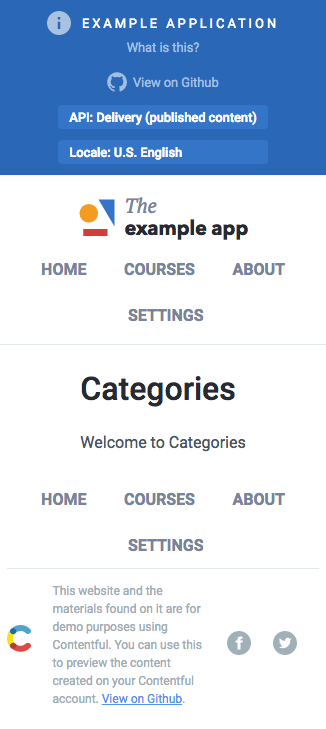 EXAMPLE APPLICATION
What is this?
View on Github
API: Delivery (published content)
Locale: U.S. English
The
example app
HOME COURSES ABOUT
SETTINGS
Categories
Welcome to Categories
HOME COURSES ABOUT
SETTINGS
This website and the
materials found on it are for
demo purposes using
Contentful. You can use this
to preview the content
created on your Contentful
account. View on Github.